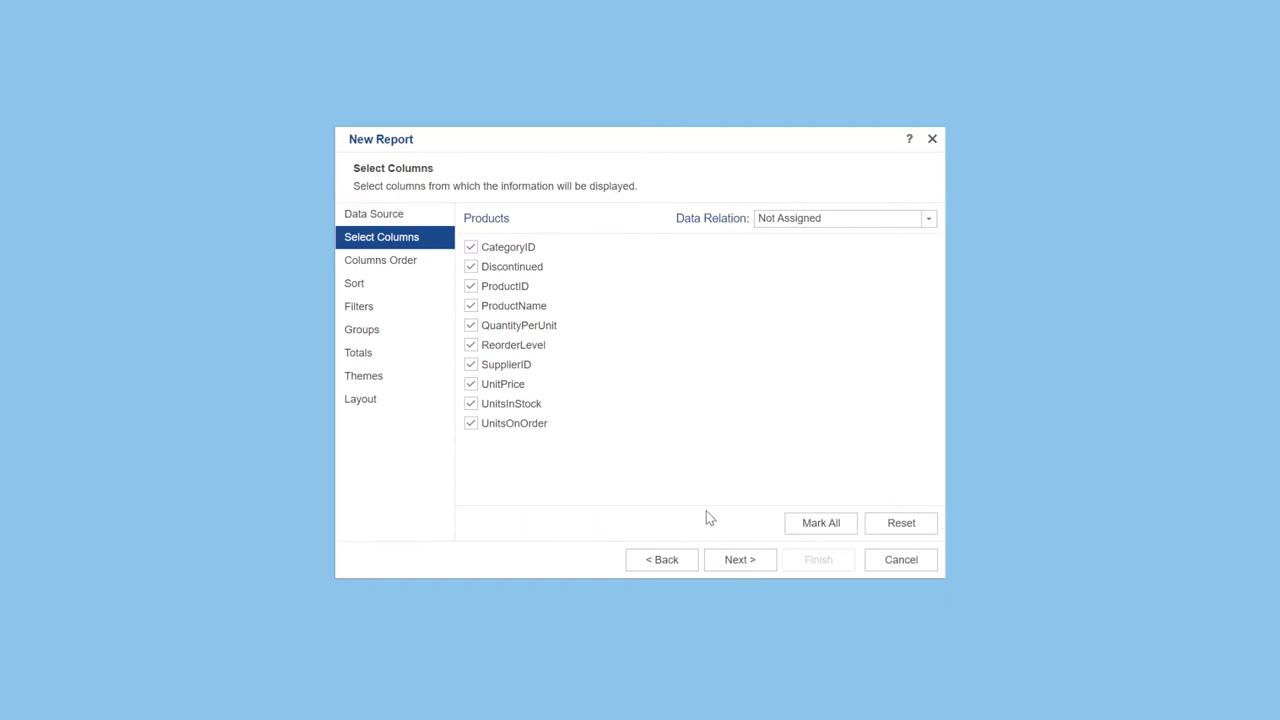 New Report
?
Select Columns
Select columns from which the information will be displayed.
Data Source
Select Columns
Columns Order
Sort
Filters
Groups
Totals
Themes
Layout
Products
Data Relation: Not Assigned
CategoryID
Discontinued
ProductID
ProductName
QuantityPerUnit
ReorderLevel
SupplierID
UnitPrice
UnitsInStock
UnitsOnOrder
Mark All
Reset
< Back
Next >
Finish
Cancel